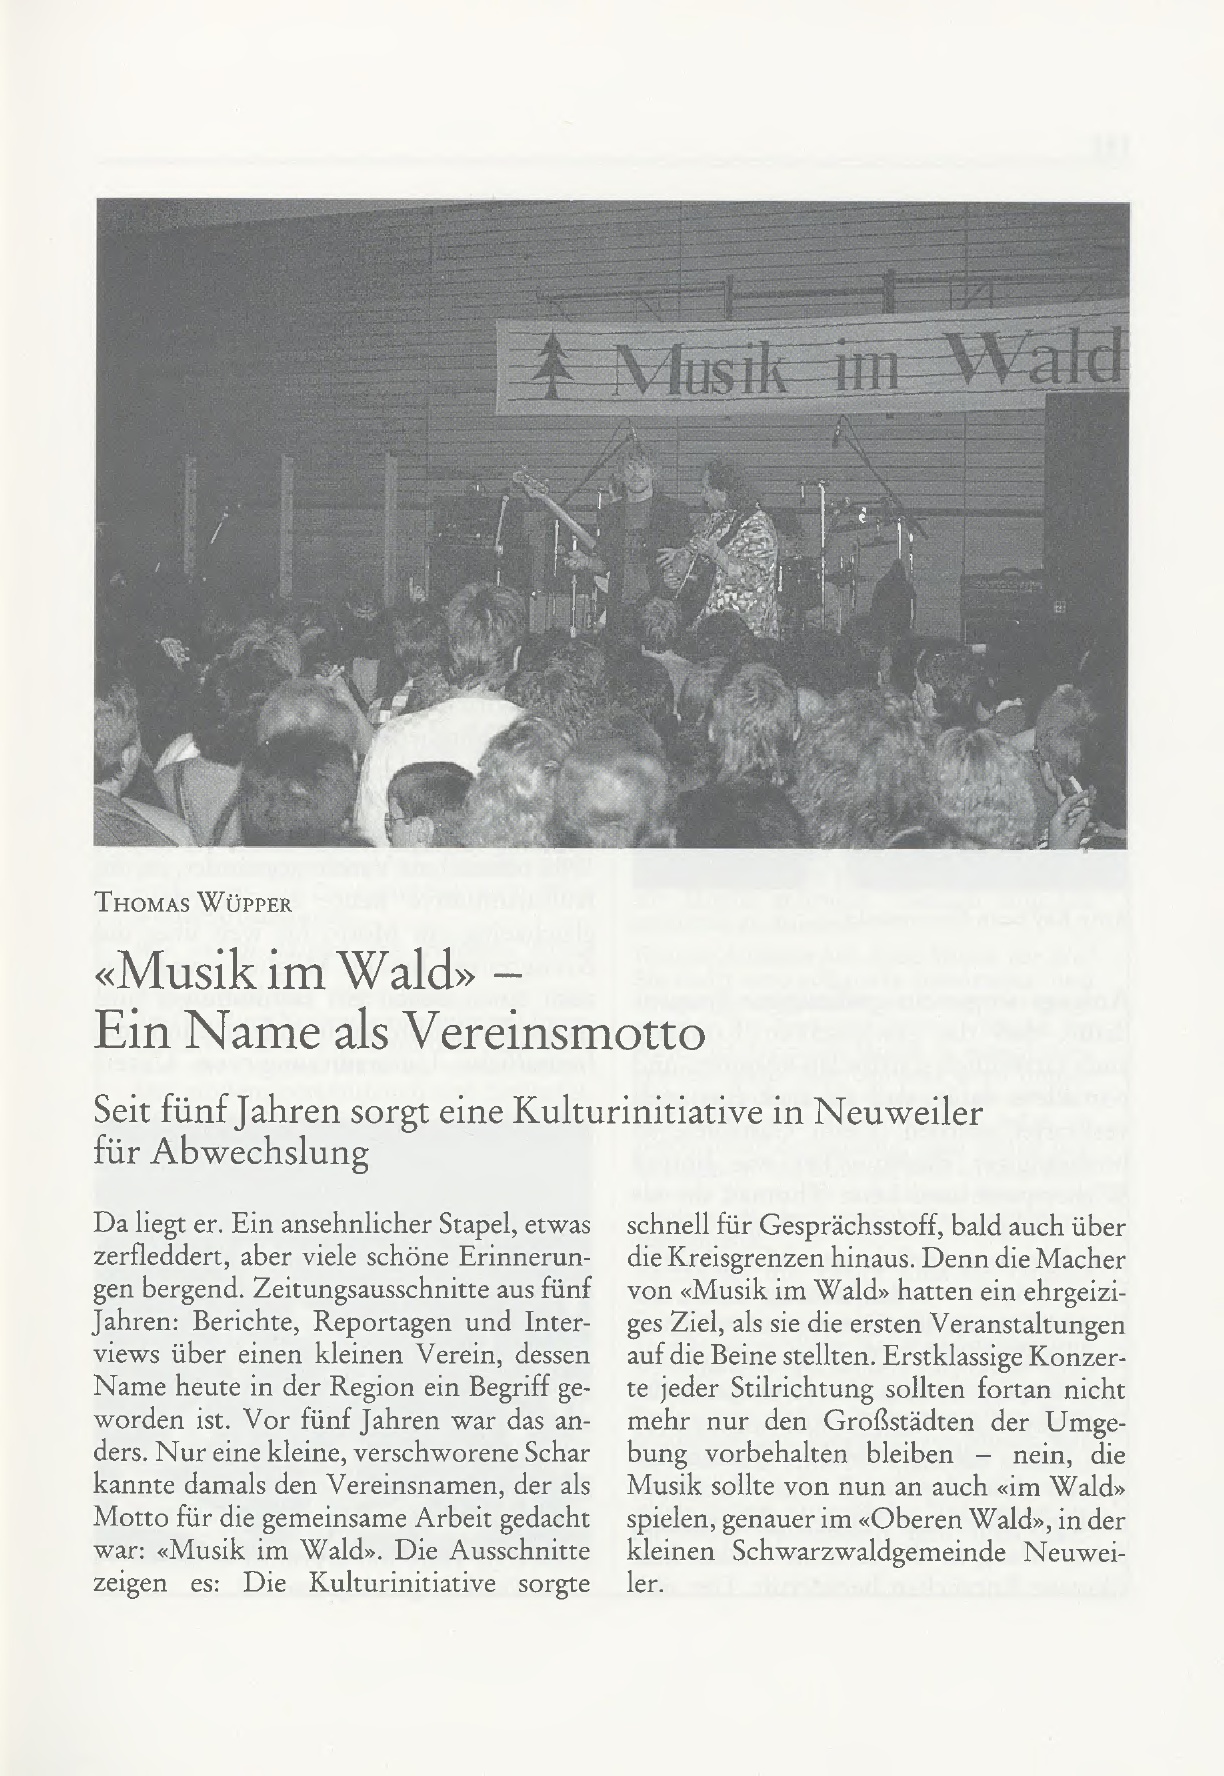 Musik im Wald
THOMAS WÜPPER
«Musik im Wald» –
Ein Name als Vereinsmotto
Seit fünf Jahren sorgt eine Kulturinitiative in Neuweiler
für Abwechslung
Da liegt er. Ein ansehnlicher Stapel, etwas
zerfleddert, aber viele schöne Erinnerun-
gen bergend. Zeitungsausschnitte aus fünf
Jahren: Berichte, Reportagen und Inter-
views über einen kleinen Verein, dessen
Name heute in der Region ein Begriff ge-
worden ist. Vor fünf Jahren war das an-
ders. Nur eine kleine, verschworene Schar
kannte damals den Vereinsnamen, der als
Motto für die gemeinsame Arbeit gedacht
war: «Musik im Wald». Die Ausschnitte
zeigen es: Die Kulturinitiative sorgte
schnell für Gesprächsstoff, bald auch über
die Kreisgrenzen hinaus. Denn die Macher
von «Musik im Wald» hatten ein ehrgeizi-
ges Ziel, als sie die ersten Veranstaltungen
auf die Beine stellten. Erstklassige Konzer-
te jeder Stilrichtung sollten fortan nicht
mehr nur den Großstädten der Umge-
bung vorbehalten bleiben – nein, die
Musik sollte von nun an auch «im Wald»
spielen, genauer im «Oberen Wald», in der
kleinen Schwarzwaldgemeinde Neuwei-
ler.